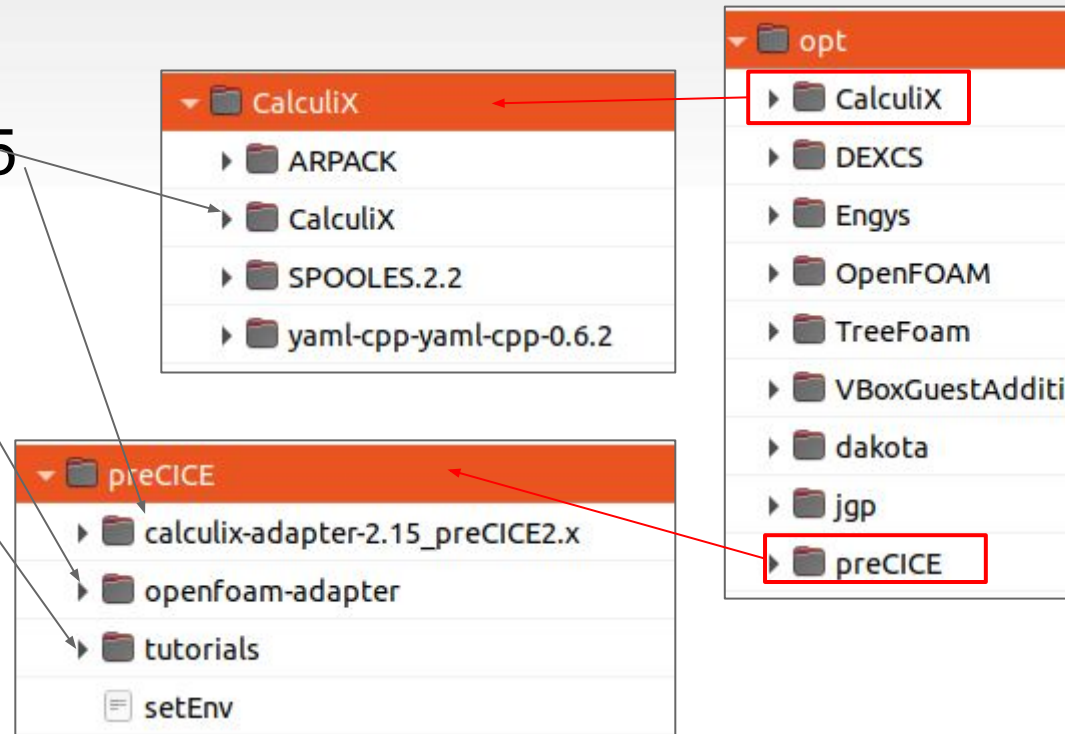 5
CalculiX
ARPACK
CalculiX
SPOOLES.2.2
yaml-cpp-yaml-cpp-0.6.2
preCICE
calculix-adapter-2.15_preCICE2.x
openfoam-adapter
tutorials
setEnv
opt
CalculiX
DEXCS
Engys
OpenFOAM
TreeFoam
VBoxGuestAdditi
dakota
jgp
preCICE